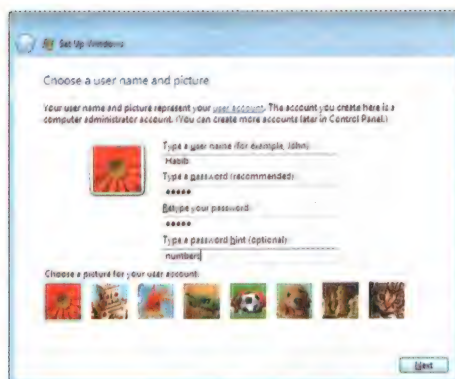 Set Up Windows
Choose a user name and picture
Your user name and picture represent your user account. The account you create here is a
computer administrator account. (You can create more accounts later in Control Panel.)
Type a user name (for example, John):
Habib
Type a password (recommended):
•••••
Retype your password:
•••••
Type a password hint (optional):
numbers
Choose a picture for your user account:
Next